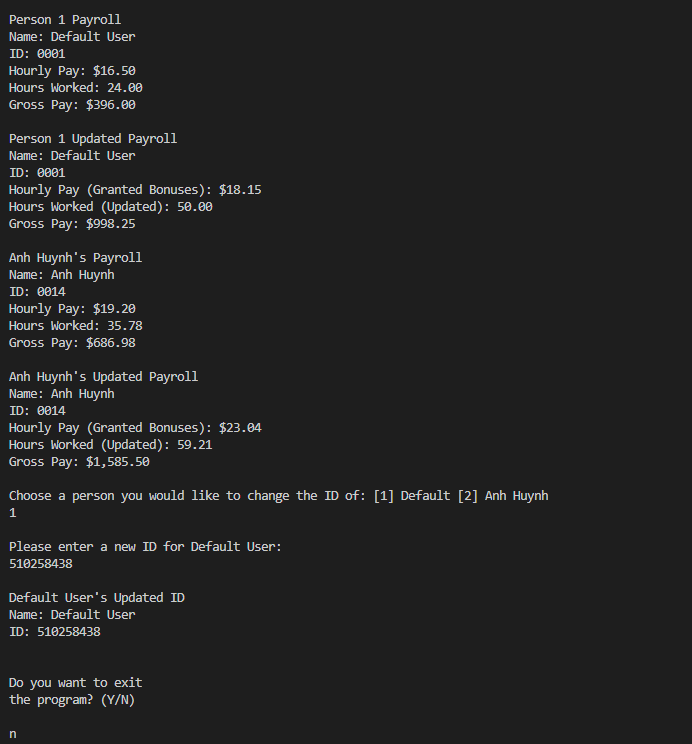 Person 1 Payroll
Name: Default User
ID: 0001
Hourly Pay: $16.50
Hours Worked: 24.00
Gross Pay: $396.00

Person 1 Updated Payroll
Name: Default User
ID: 0001
Hourly Pay (Granted Bonuses): $18.15
Hours Worked (Updated): 50.00
Gross Pay: $998.25

Anh Huynh's Payroll
Name: Anh Huynh
ID: 0014
Hourly Pay: $19.20
Hours Worked: 35.78
Gross Pay: $686.98

Anh Huynh's Updated Payroll
Name: Anh Huynh
ID: 0014
Hourly Pay (Granted Bonuses): $23.04
Hours Worked (Updated): 59.21
Gross Pay: $1,585.50

Choose a person you would like to change the ID of: [1] Default [2] Anh Huynh
1

Please enter a new ID for Default User:
510258438

Default User's Updated ID
Name: Default User
ID: 510258438

Do you want to exit
the program? (Y/N)

n